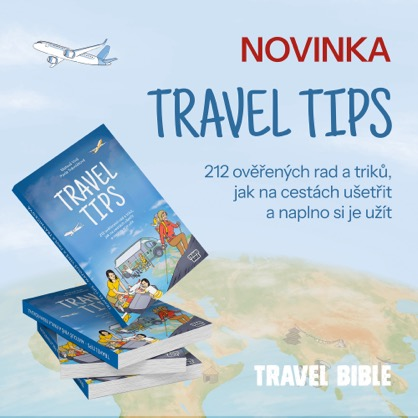 NOVINKA
TRAVEL TIPS
212 ověřených rad a triků,
jak na cestách ušetřit
a naplno si je užít
TRAVEL
TIPS
TRAVEL BIBLE